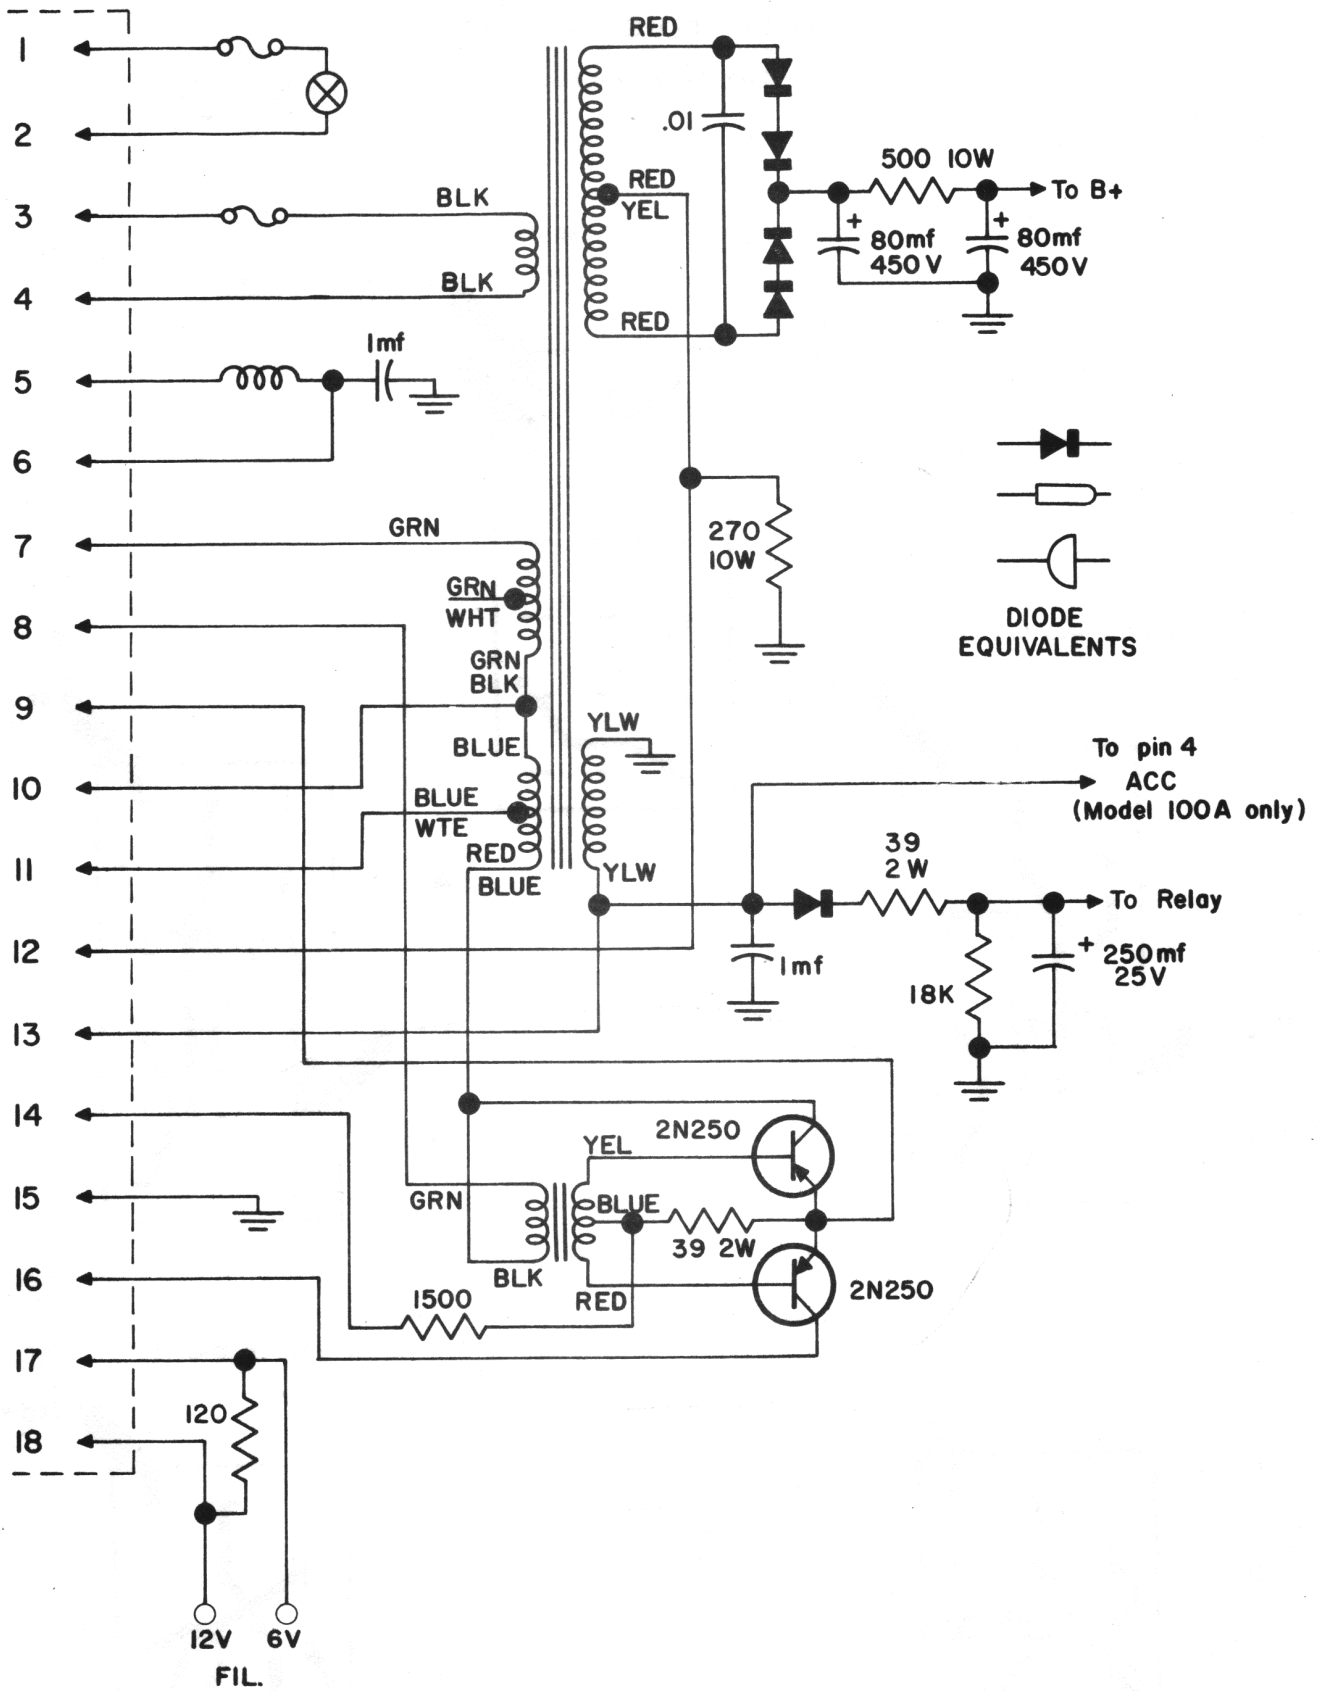 1
2
3
4
5
6
7
8
9
10
11
12
13
14
15
16
17
18
BLK
BLK
1mf
GRN
GRN
WHT
GRN
BLK
BLUE
BLUE
WTE
RED
BLUE
RED
.01
RED
YEL
RED
500 10W
To B+
+
80mf
450V
+
80mf
450V
270
10W
DIODE
EQUIVALENTS
YLW
YLW
To pin 4
ACC
(Model 100A only)
39
2W
To Relay
1mf
18K
+
250mf
25V
2N250
YEL
GRN
BLUE
39 2W
BLK
RED
2N250
1500
120
12V 6V
FIL.